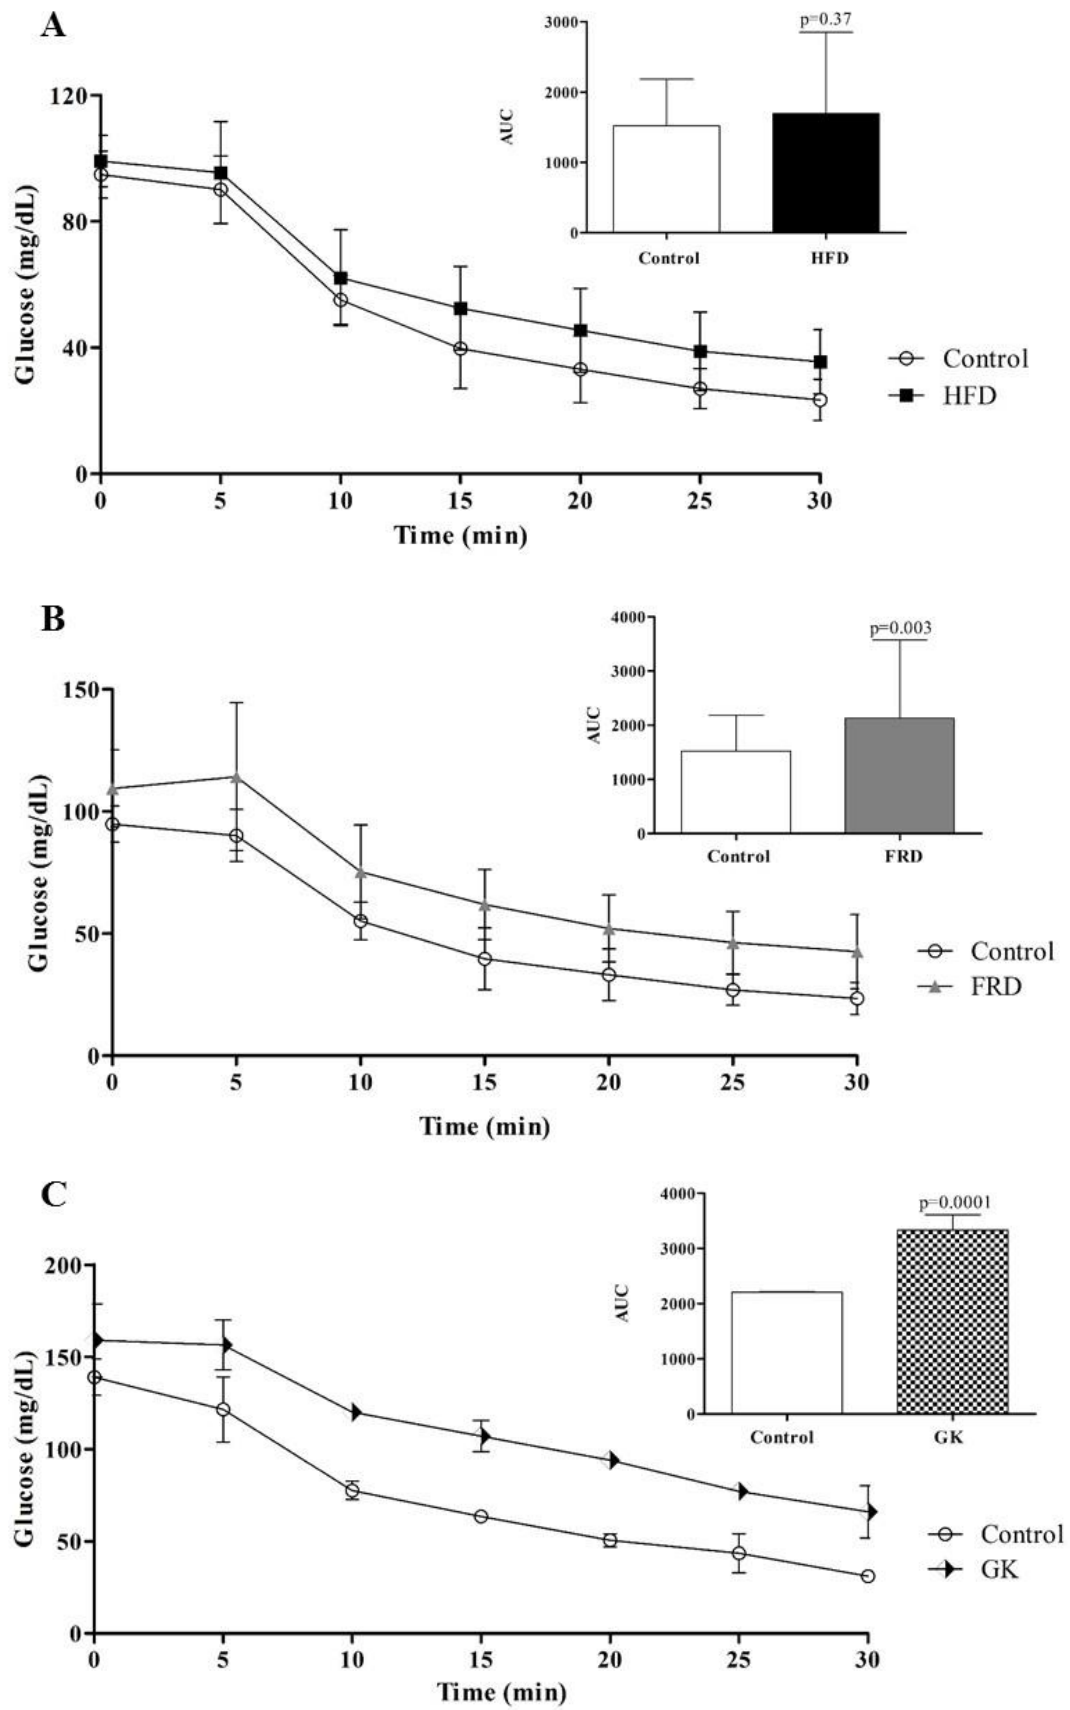 A
3000
2000
1000
0
AUC
p=0.37
Control
HFD
120
80
40
0
Glucose (mg/dL)
0 5 10 15 20 25 30
Time (min)
Control
HFD
B
4000
3000
2000
1000
0
AUC
p=0.003
Control
FRD
150
100
50
0
Glucose (mg/dL)
0 5 10 15 20 25 30
Time (min)
Control
FRD
C
4000
3000
2000
1000
0
AUC
p=0.0001
Control
GK
200
150
100
50
0
Glucose (mg/dL)
0 5 10 15 20 25 30
Time (min)
Control
GK